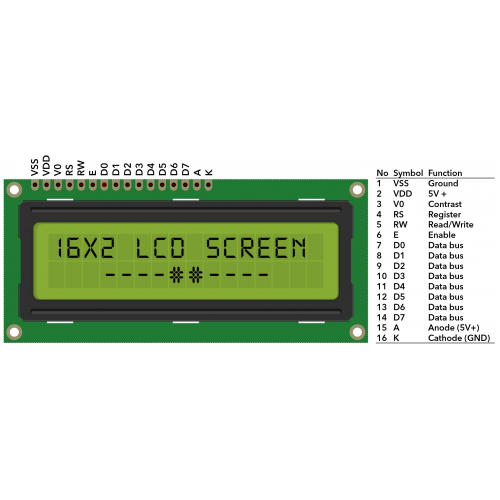 VSS VDD V0 RS RW E D0 D1 D2 D3 D4 D5 D6 D7 A K
16X2 LCD SCREEN
----⌗⌗----
No Symbol Function
1 VSS Ground
2 VDD 5V +
3 V0 Contrast
4 RS Register
5 RW Read/Write
6 E Enable
7 D0 Data bus
8 D1 Data bus
9 D2 Data bus
10 D3 Data bus
11 D4 Data bus
12 D5 Data bus
13 D6 Data bus
14 D7 Data bus
15 A Anode (5V+)
16 K Cathode (GND)